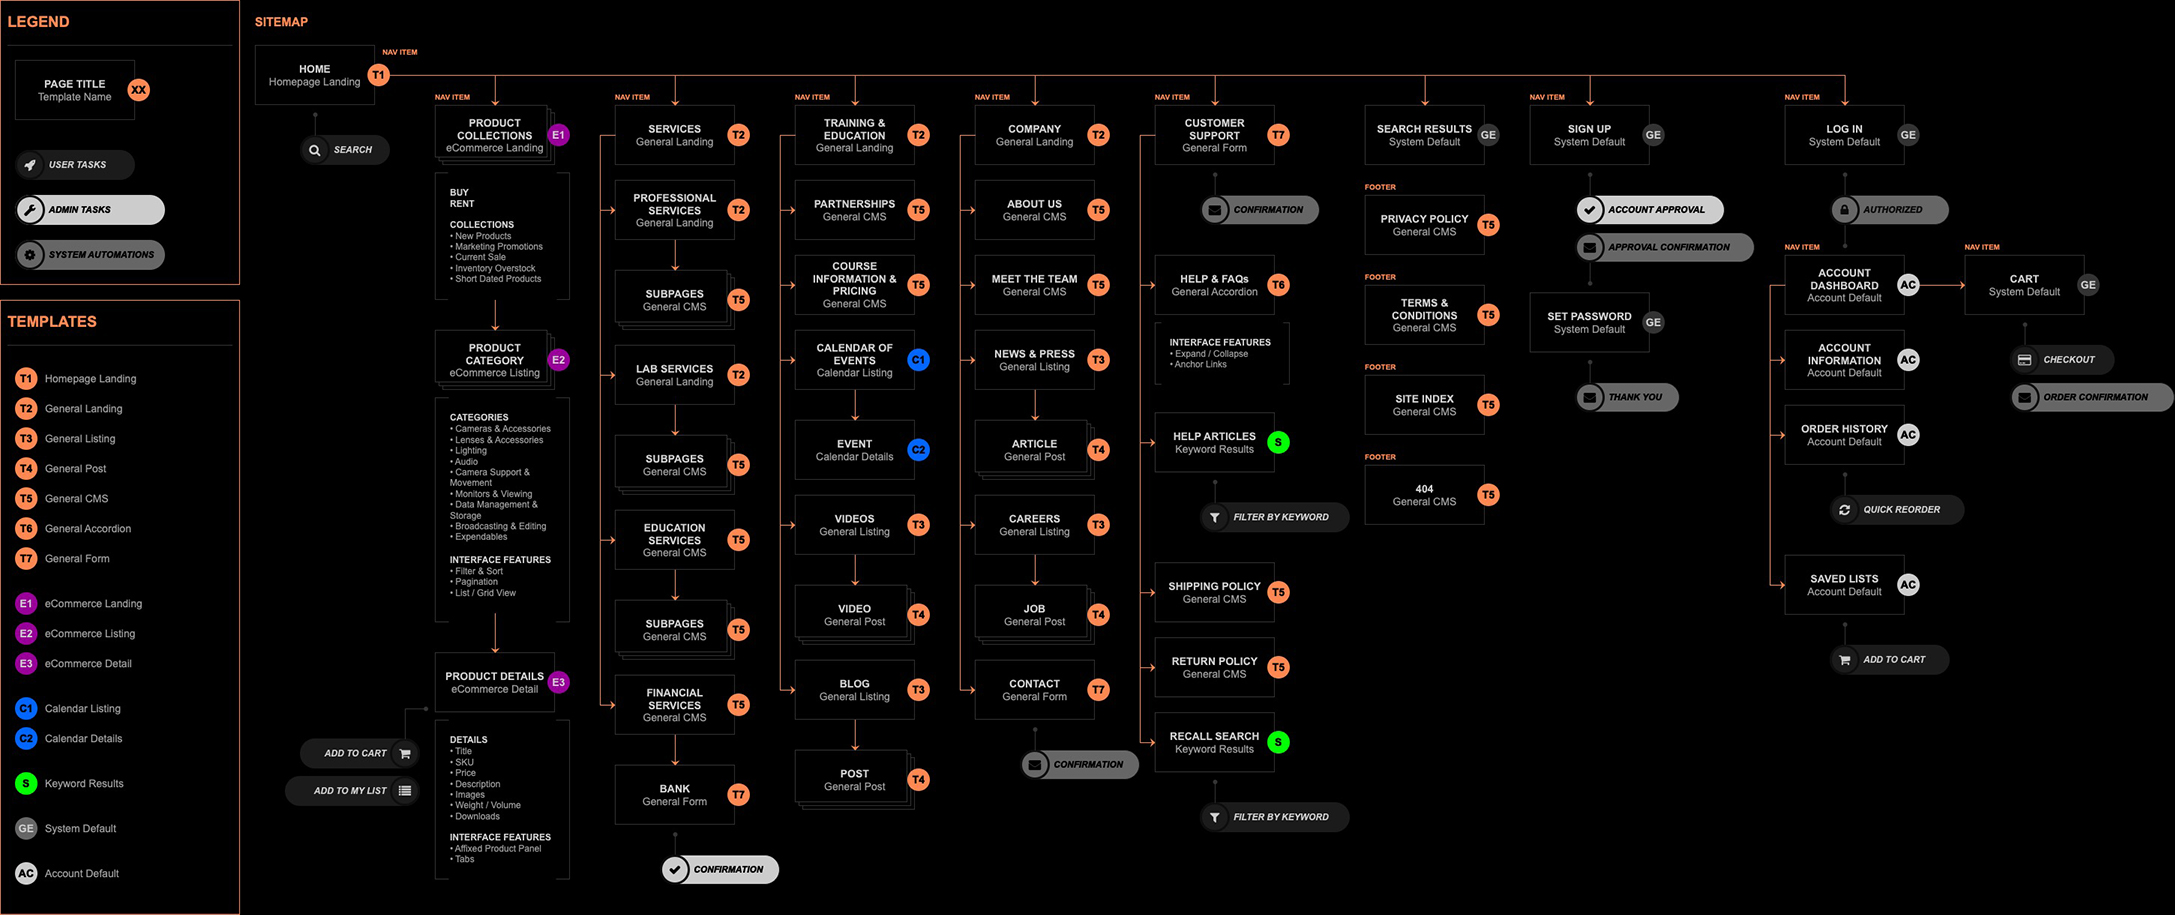 LEGEND
PAGE TITLE
Template Name
XX
USER TASKS
ADMIN TASKS
SYSTEM AUTOMATIONS
TEMPLATES
T1 Homepage Landing
T2 General Landing
T3 General Listing
T4 General Post
T5 General CMS
T6 General Accordion
T7 General Form
E1 eCommerce Landing
E2 eCommerce Listing
E3 eCommerce Detail
C1 Calendar Listing
C2 Calendar Details
S Keyword Results
GE System Default
AC Account Default
SITEMAP
NAV ITEM
HOME
Homepage Landing
T1
SEARCH
NAV ITEM
PRODUCT
COLLECTIONS
eCommerce Landing
E1
BUY
RENT
COLLECTIONS
• New Products
• Marketing Promotions
• Current Sale
• Inventory Overstock
• Short Dated Products
PRODUCT
CATEGORY
eCommerce Listing
E2
CATEGORIES
• Cameras & Accessories
• Lenses & Accessories
• Lighting
• Audio
• Camera Support &
Movement
• Monitors & Viewing
• Data Management &
Storage
• Broadcasting & Editing
• Expendables
INTERFACE FEATURES
• Filter & Sort
• Pagination
• List / Grid View
PRODUCT DETAILS
eCommerce Detail
E3
ADD TO CART
ADD TO MY LIST
DETAILS
• Title
• SKU
• Price
• Description
• Images
• Weight / Volume
• Downloads
INTERFACE FEATURES
• Affixed Product Panel
• Tabs
NAV ITEM
SERVICES
General Landing
T2
PROFESSIONAL
SERVICES
General Landing
T2
SUBPAGES
General CMS
T5
LAB SERVICES
General Landing
T2
SUBPAGES
General CMS
T5
EDUCATION
SERVICES
General CMS
T5
SUBPAGES
General CMS
T5
FINANCIAL
SERVICES
General CMS
T5
BANK
General Form
T7
CONFIRMATION
NAV ITEM
TRAINING &
EDUCATION
General Landing
T2
PARTNERSHIPS
General CMS
T5
COURSE
INFORMATION &
PRICING
General CMS
T5
CALENDAR OF
EVENTS
Calendar Listing
C1
EVENT
Calendar Details
C2
VIDEOS
General Listing
T3
VIDEO
General Post
T4
BLOG
General Listing
T3
POST
General Post
T4
NAV ITEM
COMPANY
General Landing
T2
ABOUT US
General CMS
T5
MEET THE TEAM
General CMS
T5
NEWS & PRESS
General Listing
T3
ARTICLE
General Post
T4
CAREERS
General Listing
T3
JOB
General Post
T4
CONTACT
General Form
T7
CONFIRMATION
NAV ITEM
CUSTOMER
SUPPORT
General Form
T7
CONFIRMATION
HELP & FAQs
General Accordion
T6
INTERFACE FEATURES
• Expand / Collapse
• Anchor Links
HELP ARTICLES
Keyword Results
S
FILTER BY KEYWORD
SHIPPING POLICY
General CMS
T5
RETURN POLICY
General CMS
T5
RECALL SEARCH
Keyword Results
S
FILTER BY KEYWORD
SEARCH RESULTS
System Default
GE
FOOTER
PRIVACY POLICY
General CMS
T5
FOOTER
TERMS &
CONDITIONS
General CMS
T5
FOOTER
SITE INDEX
General CMS
T5
FOOTER
404
General CMS
T5
NAV ITEM
SIGN UP
System Default
GE
ACCOUNT APPROVAL
APPROVAL CONFIRMATION
SET PASSWORD
System Default
GE
THANK YOU
NAV ITEM
LOG IN
System Default
GE
AUTHORIZED
NAV ITEM
ACCOUNT
DASHBOARD
Account Default
AC
ACCOUNT
INFORMATION
Account Default
AC
ORDER HISTORY
Account Default
AC
QUICK REORDER
SAVED LISTS
Account Default
AC
ADD TO CART
NAV ITEM
CART
System Default
GE
CHECKOUT
ORDER CONFIRMATION